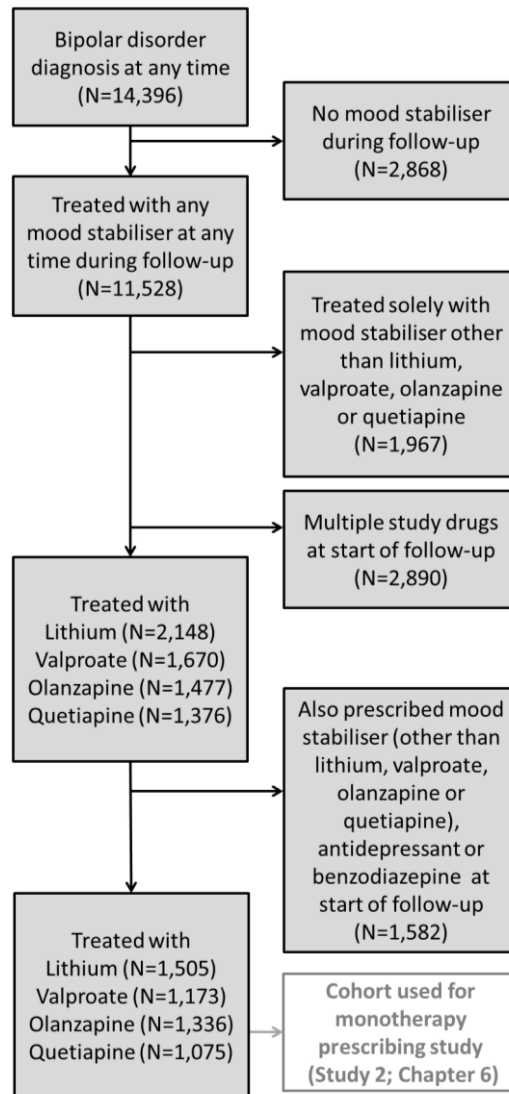 Bipolar disorder
diagnosis at any time
(N=14,396)
No mood stabiliser
during follow-up
(N=2,868)
Treated with any
mood stabiliser at any
time during follow-up
(N=11,528)
Treated solely with
mood stabiliser other
than lithium,
valproate, olanzapine
or quetiapine
(N=1,967)
Multiple study drugs
at start of follow-up
(N=2,890)
Treated with
Lithium (N=2,148)
Valproate (N=1,670)
Olanzapine (N=1,477)
Quetiapine (N=1,376)
Also prescribed mood
stabiliser (other than
lithium, valproate,
olanzapine or
quetiapine),
antidepressant or
benzodiazepine at
start of follow-up
(N=1,582)
Treated with
Lithium (N=1,505)
Valproate (N=1,173)
Olanzapine (N=1,336)
Quetiapine (N=1,075)
Cohort used for
monotherapy
prescribing study
(Study 2; Chapter 6)